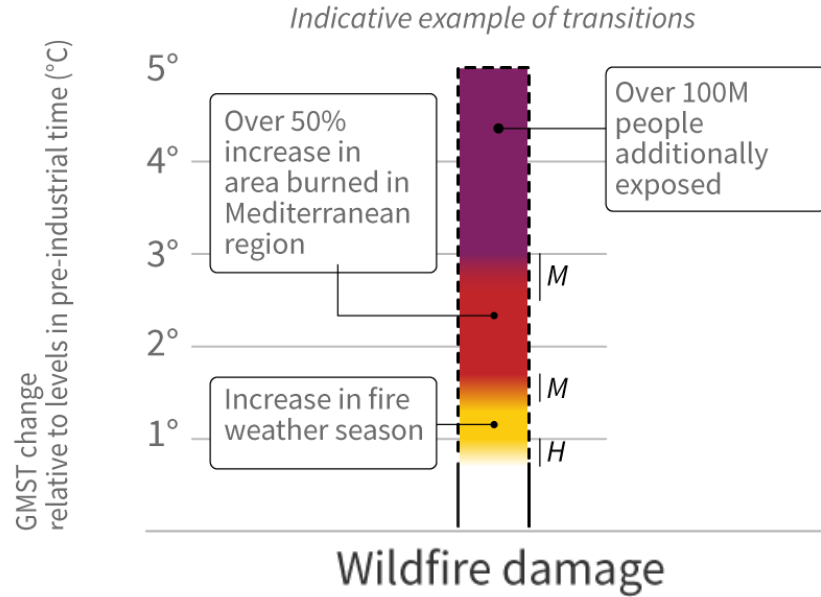 Indicative example of transitions
GMST change
relative to levels in pre-industrial time (°C)
5°
4°
3°
2°
1°
Over 50%
increase in
area burned in
Mediterranean
region
Over 100M
people
additionally
exposed
Increase in fire
weather season
M
M
H
Wildfire damage